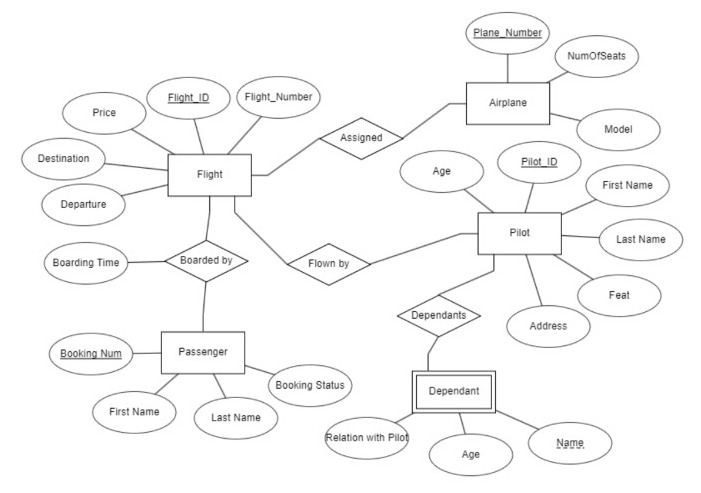 Plane_Number
NumOfSeats
Airplane
Model
Flight_ID
Flight_Number
Price
Assigned
Destination
Flight
Departure
Age
Pilot_ID
First Name
Pilot
Last Name
Boarding Time
Boarded by
Flown by
Feat
Address
Dependants
Booking Num
Passenger
Booking Status
First Name
Last Name
Dependant
Relation with Pilot
Age
Name